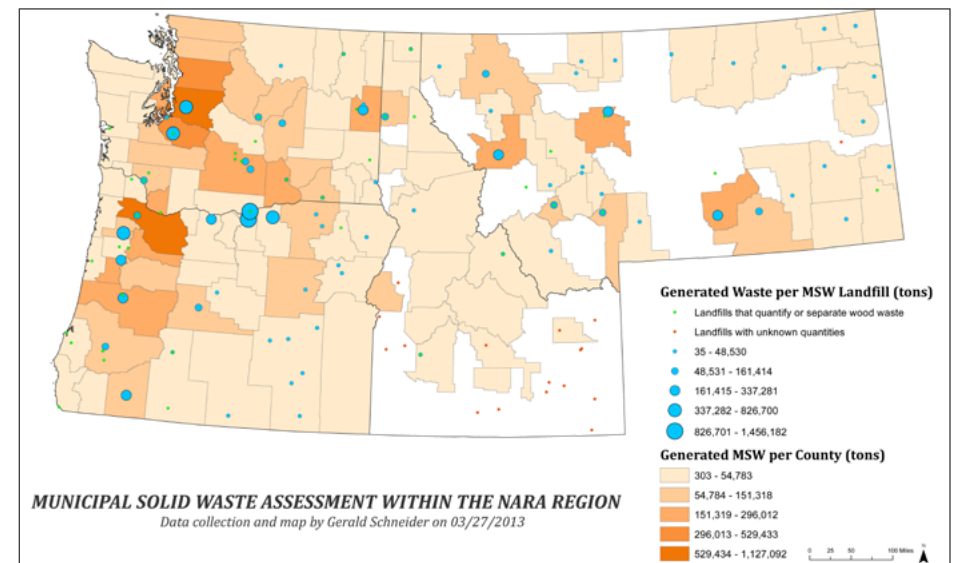 Generated Waste per MSW Landfill (tons)
Landfills that quantify or separate wood waste
Landfills with unknown quantities
35 - 48,530
48,531 - 161,414
161,415 - 337,281
337,282 - 826,700
826,701 - 1,456,182
Generated MSW per County (tons)
303 - 54,783
54,784 - 151,318
151,319 - 296,012
296,013 - 529,433
529,434 - 1,127,092
MUNICIPAL SOLID WASTE ASSESSMENT WITHIN THE NARA REGION
Data collection and map by Gerald Schneider on 03/27/2013
0 25 50 100 Miles
N